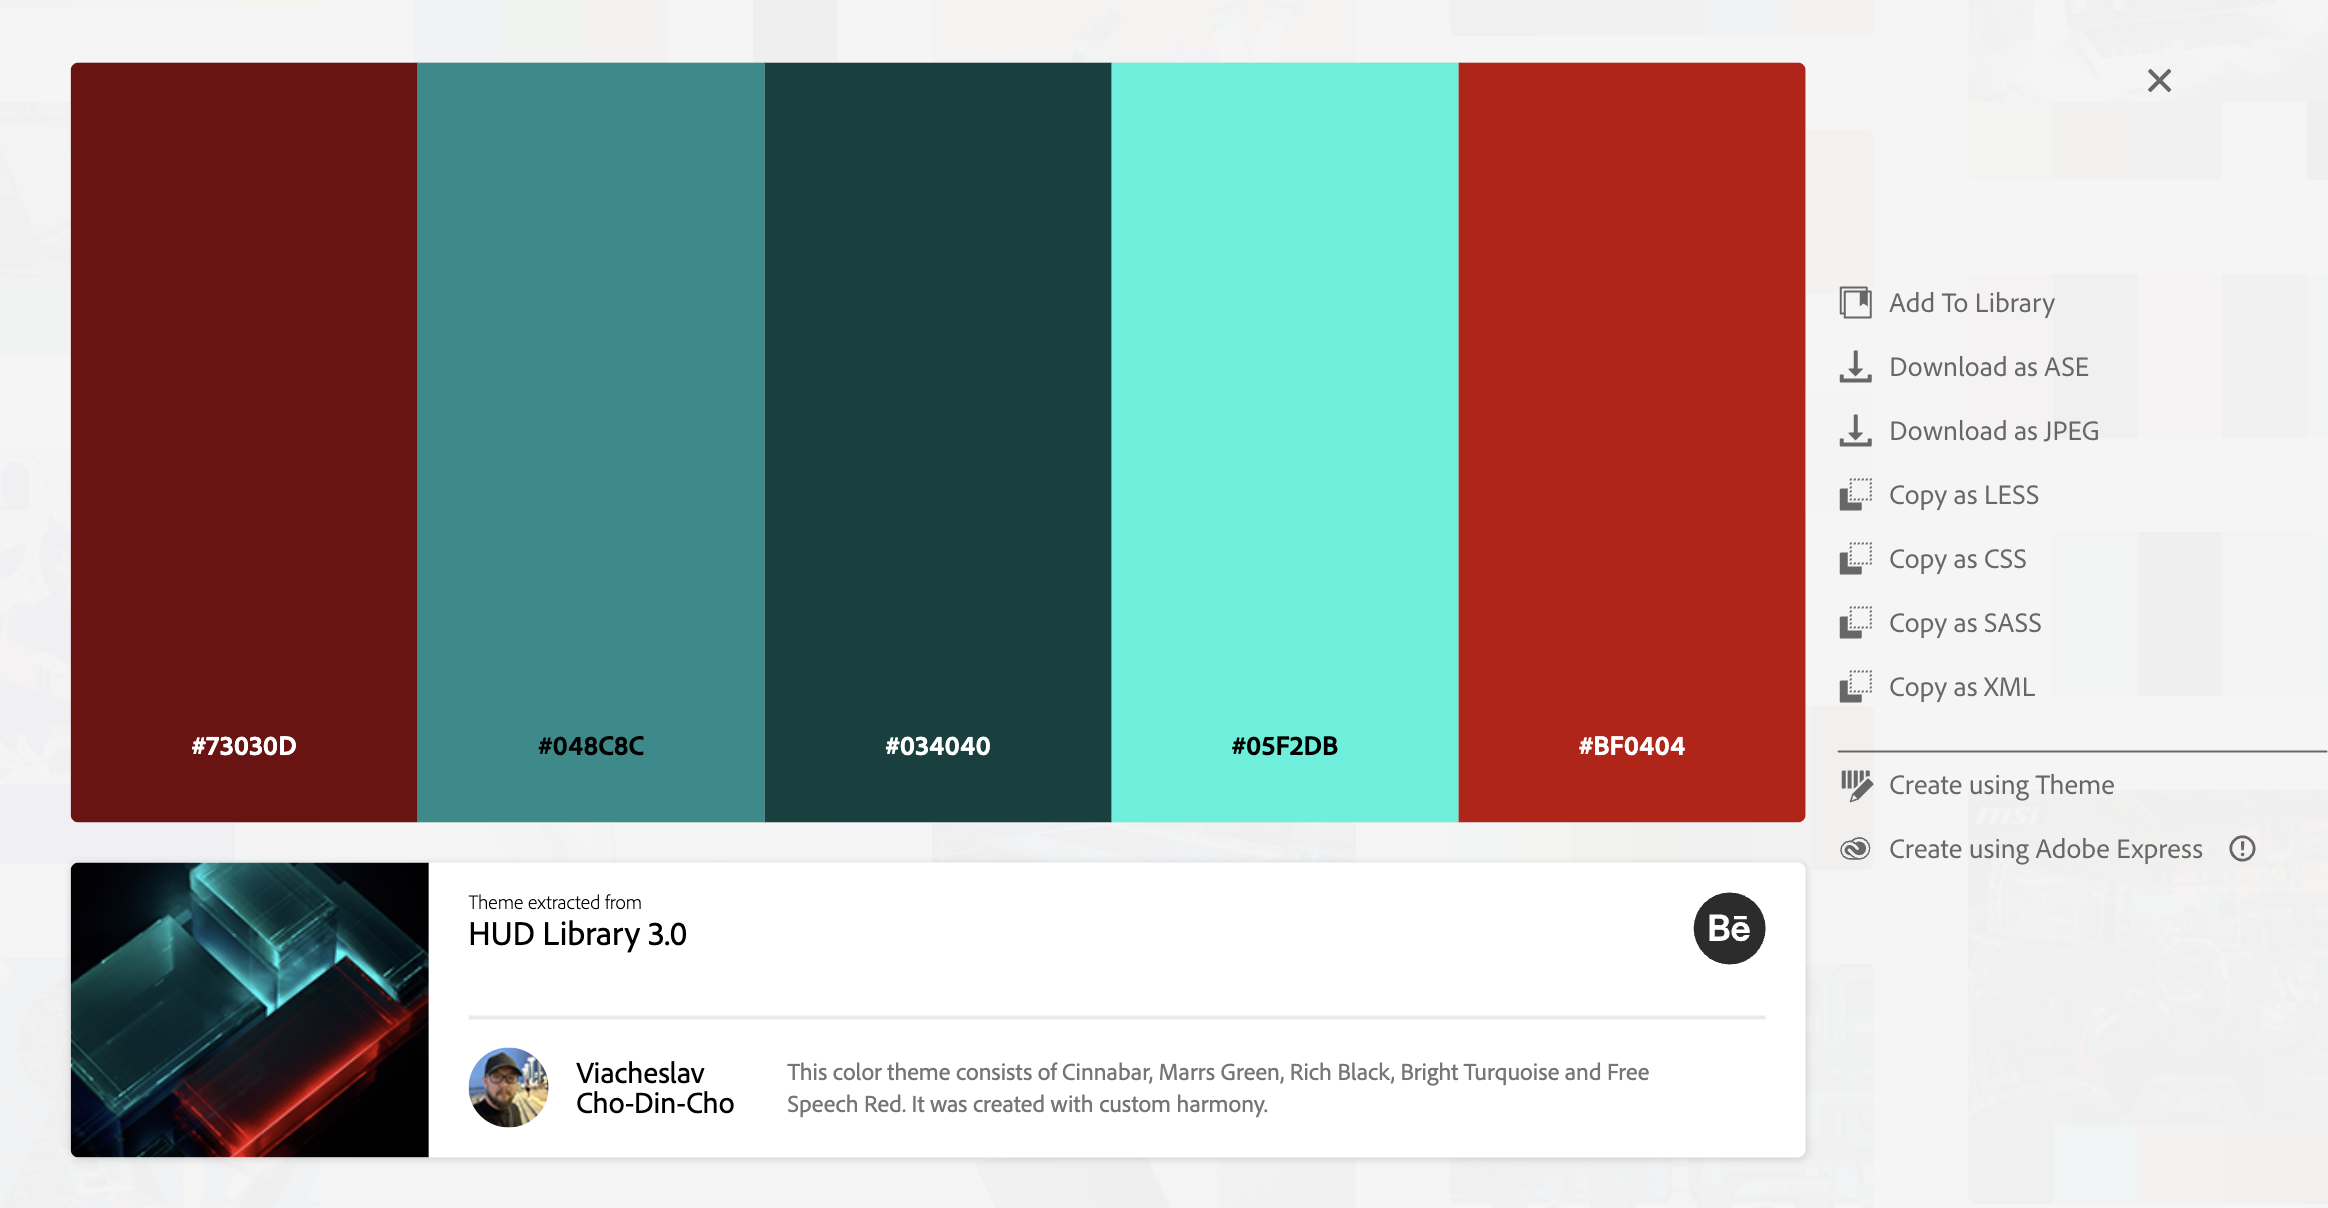 #73030D
#048C8C
#034040
#05F2DB
#BF0404
Add To Library
Download as ASE
Download as JPEG
Copy as LESS
Copy as CSS
Copy as SASS
Copy as XML
Create using Theme
Create using Adobe Express
Theme extracted from
HUD Library 3.0
Bē
Viacheslav
Cho-Din-Cho
This color theme consists of Cinnabar, Marrs Green, Rich Black, Bright Turquoise and Free
Speech Red. It was created with custom harmony.
msi